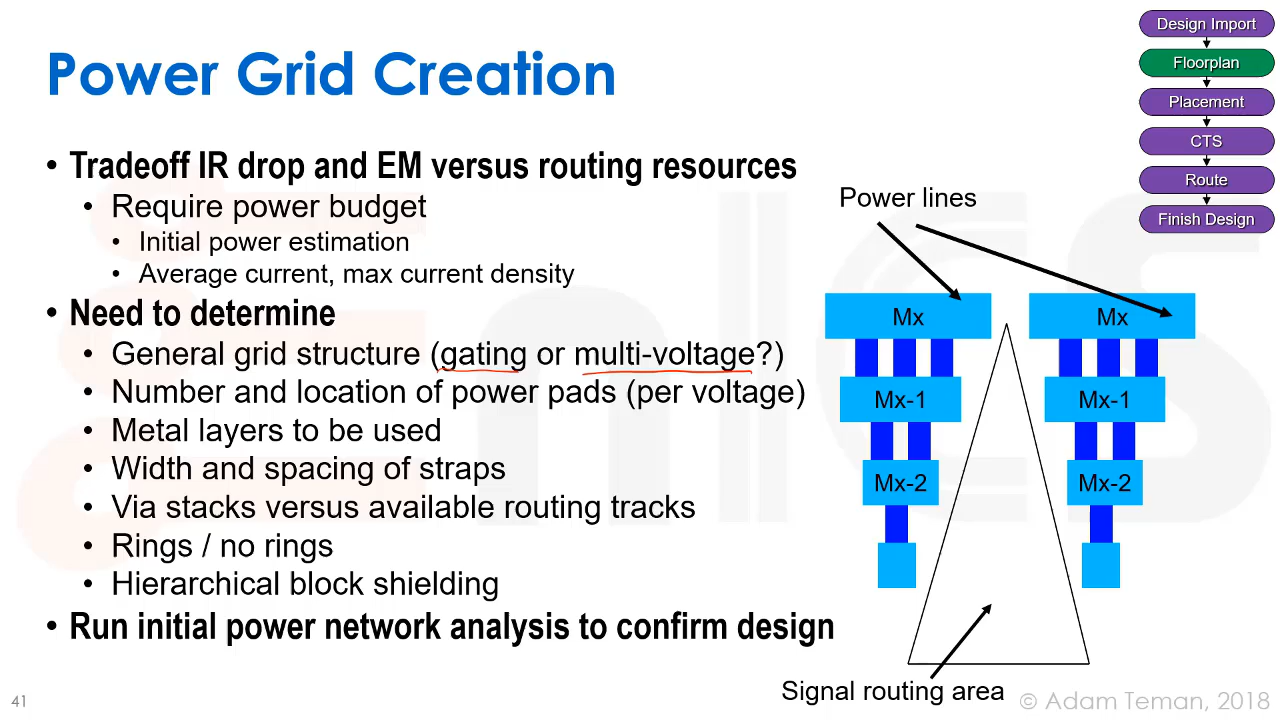 Power Grid Creation
Design Import
Floorplan
Placement
CTS
Route
Finish Design
• Tradeoff IR drop and EM versus routing resources
• Require power budget
• Initial power estimation
• Average current, max current density
• Need to determine
• General grid structure (gating or multi-voltage?)
• Number and location of power pads (per voltage)
• Metal layers to be used
• Width and spacing of straps
• Via stacks versus available routing tracks
• Rings / no rings
• Hierarchical block shielding
• Run initial power network analysis to confirm design
Power lines
Mx
Mx
Mx-1
Mx-1
Mx-2
Mx-2
Signal routing area
41
© Adam Teman, 2018